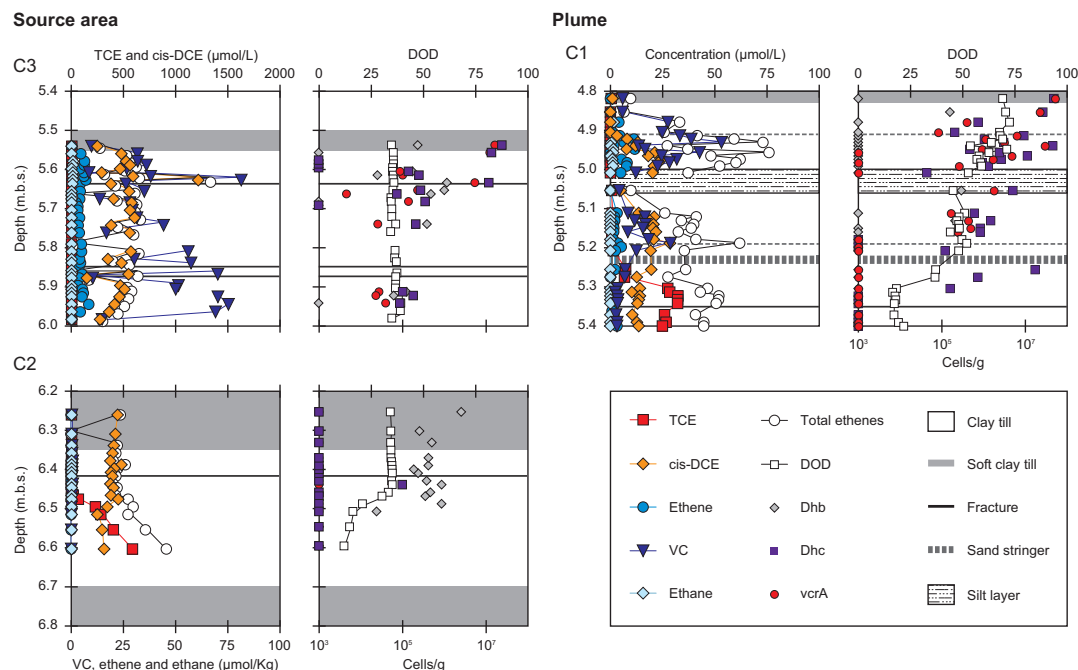 Source area
Plume
TCE and cis-DCE (µmol/L)
DOD
C3
0 500 1000 1500 2000
0 25 50 75 100
5.4
5.5
5.6
5.7
5.8
5.9
6.0
Depth (m.b.s.)
C1
Concentration (µmol/L)
DOD
0 25 50 75 100
0 25 50 75 100
4.8
4.9
5.0
5.1
5.2
5.3
5.4
Depth (m.b.s.)
10³ 10⁵ 10⁷
Cells/g
C2
6.2
6.3
6.4
6.5
6.6
6.7
6.8
Depth (m.b.s.)
0 25 50 75 100
VC, ethene and ethane (µmol/Kg)
10³ 10⁵ 10⁷
Cells/g
TCE
Total ethenes
Clay till
cis-DCE
DOD
Soft clay till
Ethene
Dhb
Fracture
VC
Dhc
Sand stringer
Ethane
vcrA
Silt layer